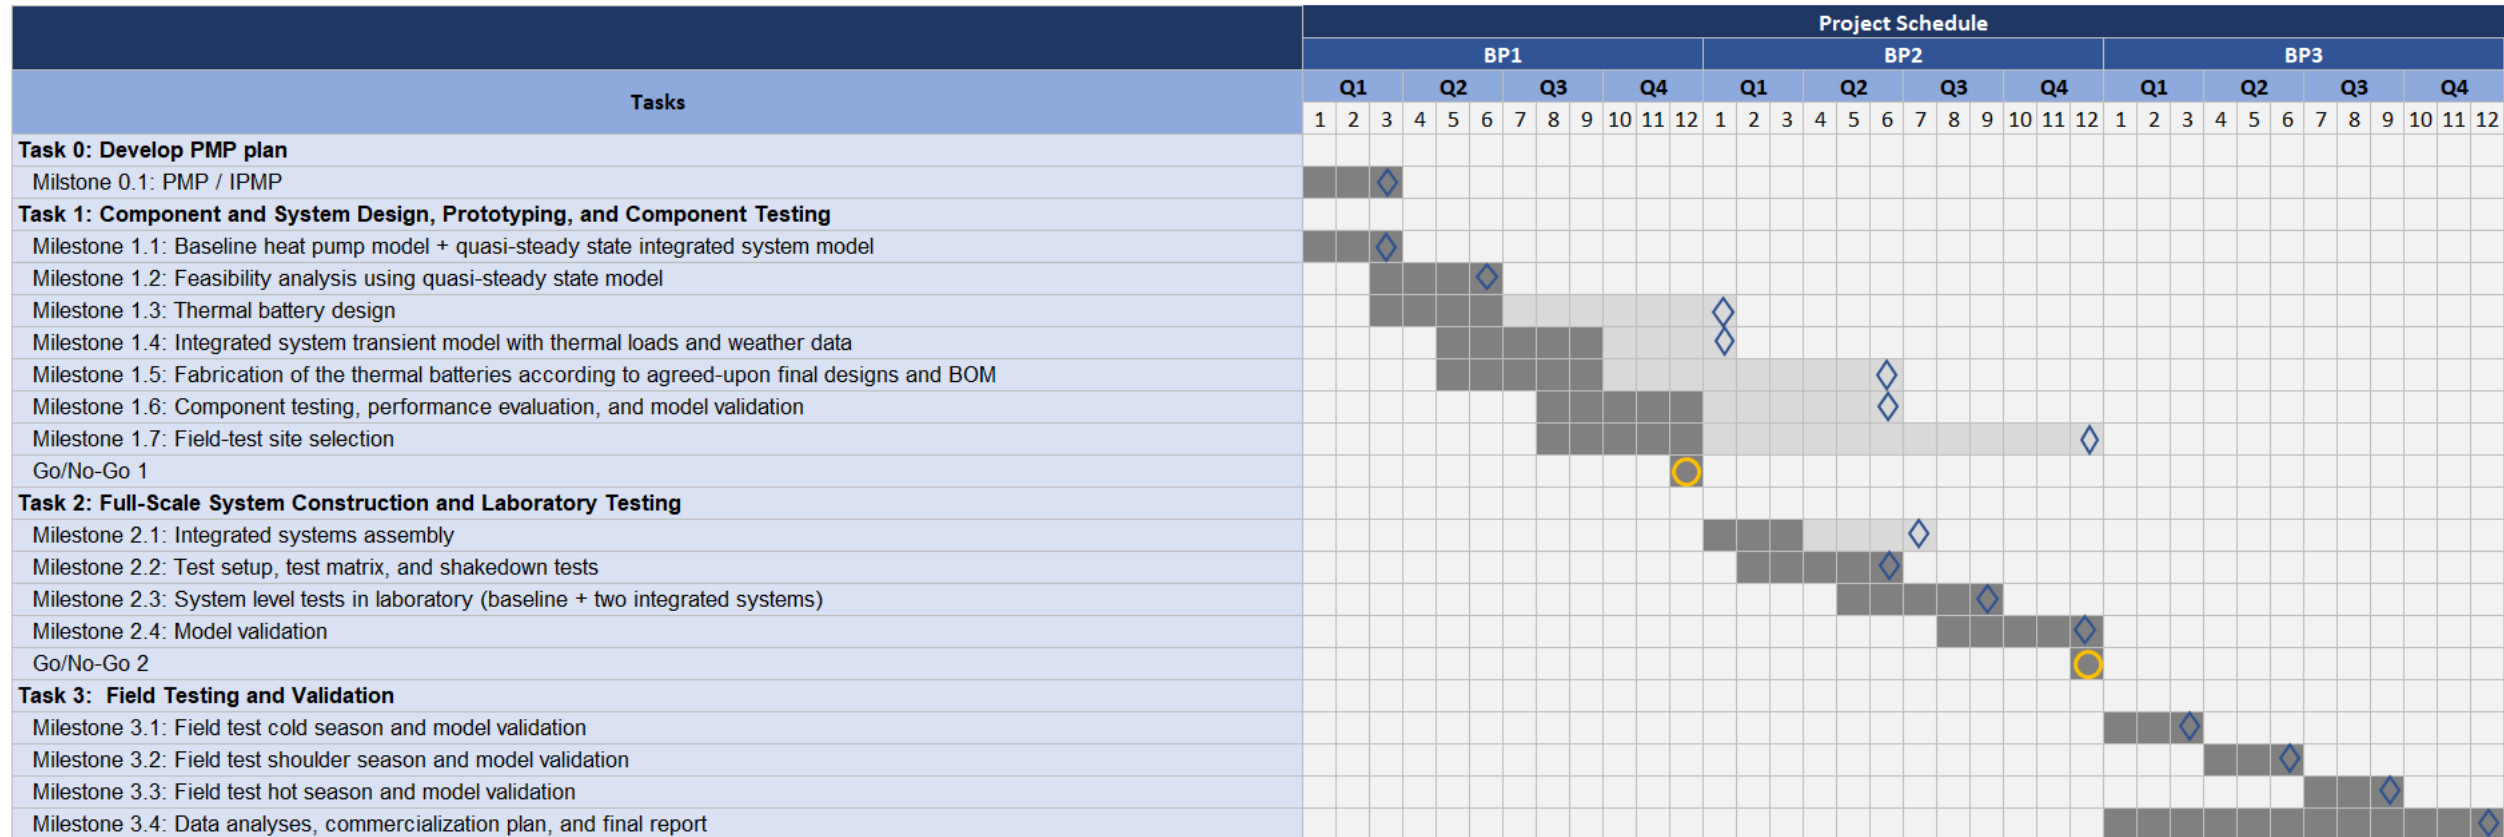 Project Schedule
BP1 BP2 BP3
Tasks
Q1 Q2 Q3 Q4 Q1 Q2 Q3 Q4 Q1 Q2 Q3 Q4
1 2 3 4 5 6 7 8 9 10 11 12 1 2 3 4 5 6 7 8 9 10 11 12 1 2 3 4 5 6 7 8 9 10 11 12
Task 0: Develop PMP plan
Milstone 0.1: PMP / IPMP
Task 1: Component and System Design, Prototyping, and Component Testing
Milestone 1.1: Baseline heat pump model + quasi-steady state integrated system model
Milestone 1.2: Feasibility analysis using quasi-steady state model
Milestone 1.3: Thermal battery design
Milestone 1.4: Integrated system transient model with thermal loads and weather data
Milestone 1.5: Fabrication of the thermal batteries according to agreed-upon final designs and BOM
Milestone 1.6: Component testing, performance evaluation, and model validation
Milestone 1.7: Field-test site selection
Go/No-Go 1
Task 2: Full-Scale System Construction and Laboratory Testing
Milestone 2.1: Integrated systems assembly
Milestone 2.2: Test setup, test matrix, and shakedown tests
Milestone 2.3: System level tests in laboratory (baseline + two integrated systems)
Milestone 2.4: Model validation
Go/No-Go 2
Task 3: Field Testing and Validation
Milestone 3.1: Field test cold season and model validation
Milestone 3.2: Field test shoulder season and model validation
Milestone 3.3: Field test hot season and model validation
Milestone 3.4: Data analyses, commercialization plan, and final report